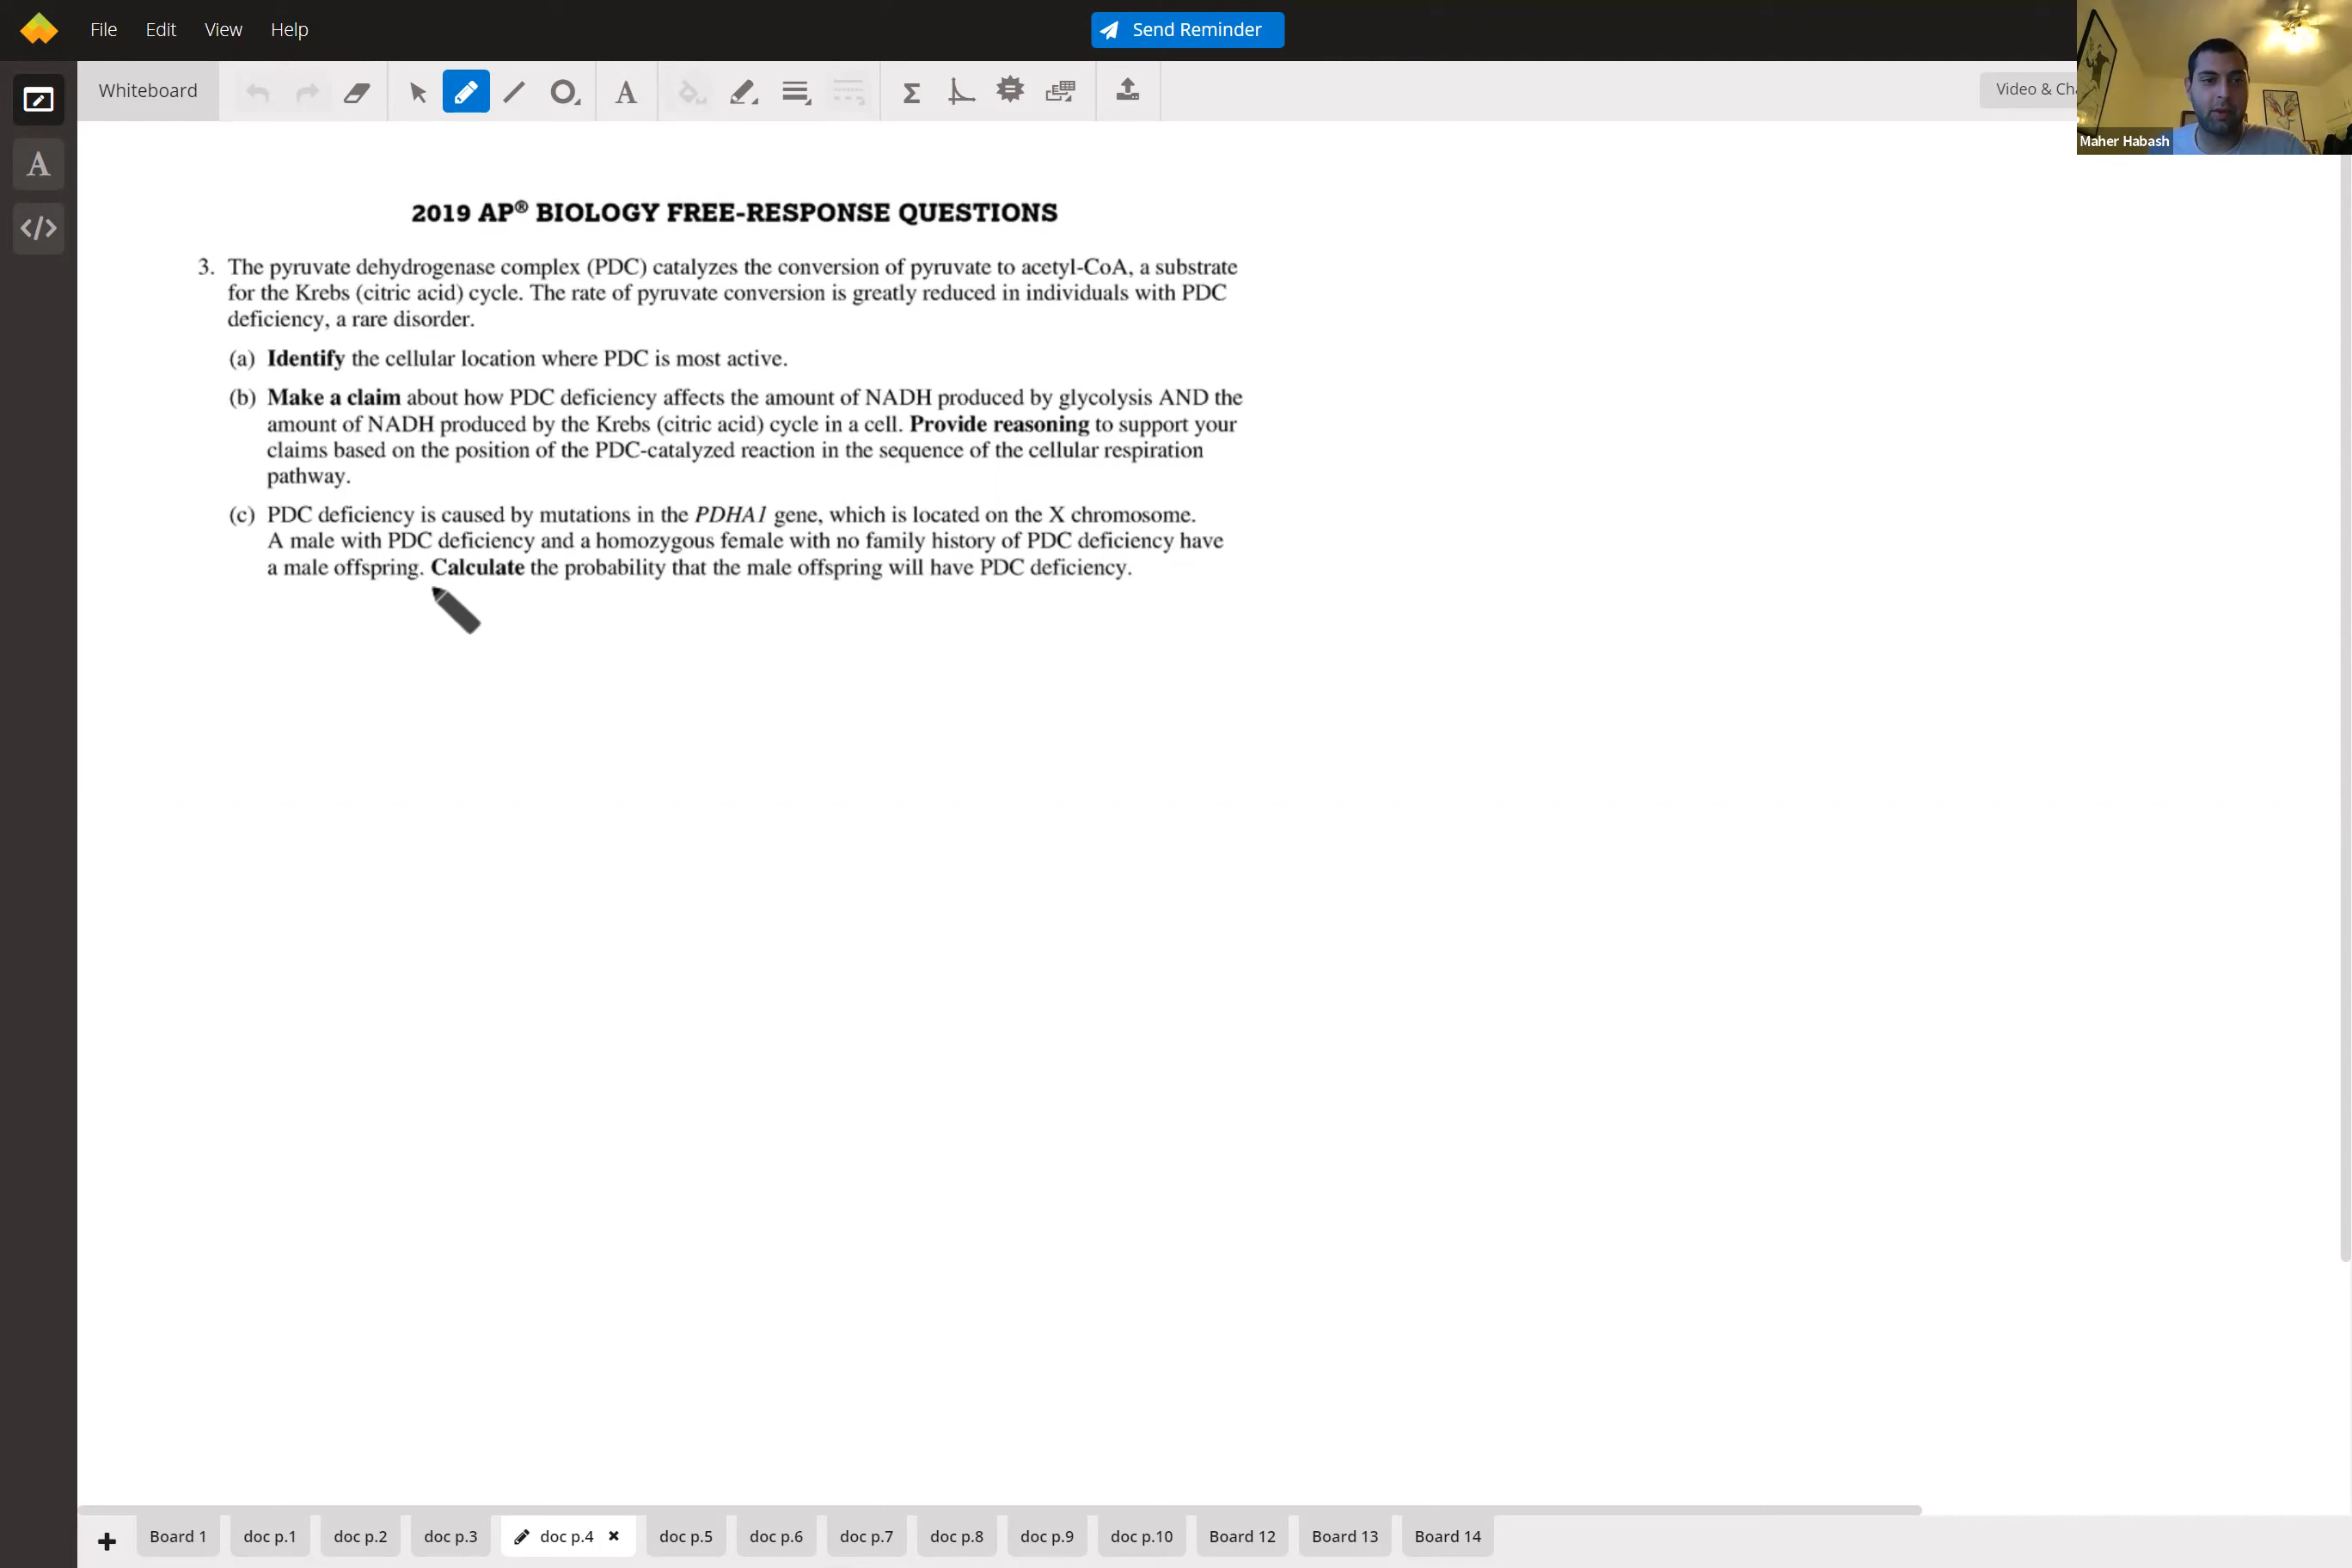 File Edit View Help
Send Reminder
Whiteboard
A
Σ
Video & Cha
Maher Habash
A
</>
2019 AP® BIOLOGY FREE-RESPONSE QUESTIONS
3. The pyruvate dehydrogenase complex (PDC) catalyzes the conversion of pyruvate to acetyl-CoA, a substrate
for the Krebs (citric acid) cycle. The rate of pyruvate conversion is greatly reduced in individuals with PDC
deficiency, a rare disorder.
(a) Identify the cellular location where PDC is most active.
(b) Make a claim about how PDC deficiency affects the amount of NADH produced by glycolysis AND the
amount of NADH produced by the Krebs (citric acid) cycle in a cell. Provide reasoning to support your
claims based on the position of the PDC-catalyzed reaction in the sequence of the cellular respiration
pathway.
(c) PDC deficiency is caused by mutations in the PDHA1 gene, which is located on the X chromosome.
A male with PDC deficiency and a homozygous female with no family history of PDC deficiency have
a male offspring. Calculate the probability that the male offspring will have PDC deficiency.
Board 1 doc p.1 doc p.2 doc p.3 doc p.4 doc p.5 doc p.6 doc p.7 doc p.8 doc p.9 doc p.10 Board 12 Board 13 Board 14